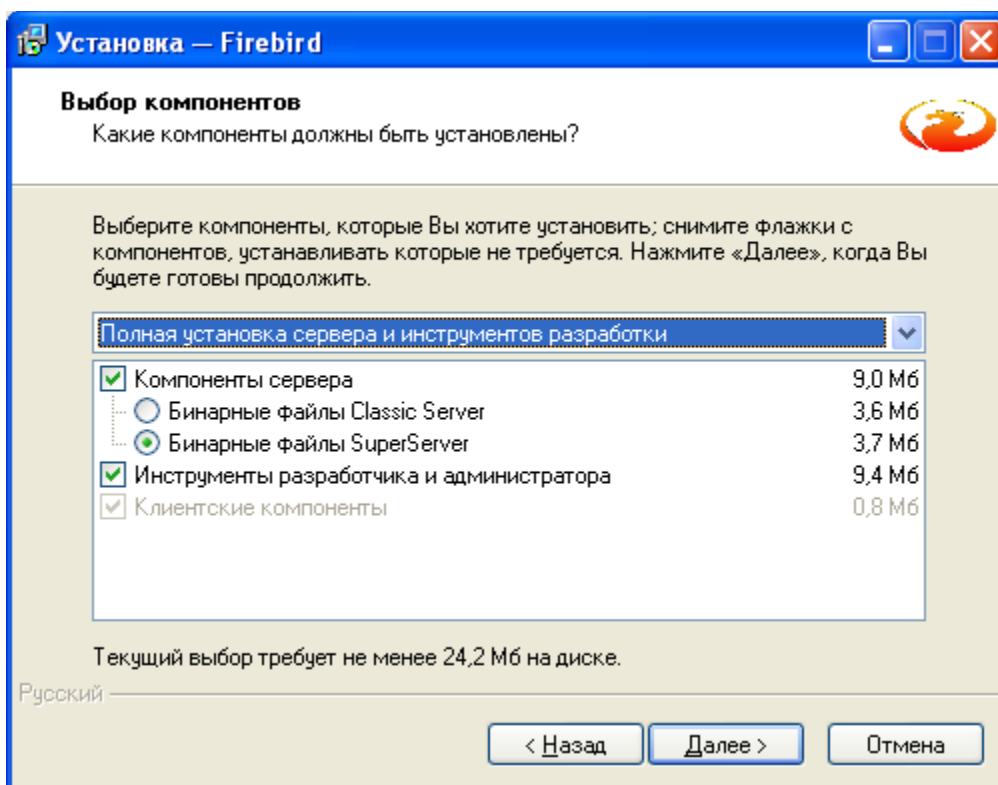 Установка — Firebird
Выбор компонентов
Какие компоненты должны быть установлены?
Выберите компоненты, которые Вы хотите установить; снимите флажки с
компонентов, устанавливать которые не требуется. Нажмите «Далее», когда Вы
будете готовы продолжить.
Полная установка сервера и инструментов разработки
Компоненты сервера 9,0 Мб
Бинарные файлы Classic Server 3,6 Мб
Бинарные файлы SuperServer 3,7 Мб
Инструменты разработчика и администратора 9,4 Мб
Клиентские компоненты 0,8 Мб
Текущий выбор требует не менее 24,2 Мб на диске.
Русский
< Назад Далее > Отмена